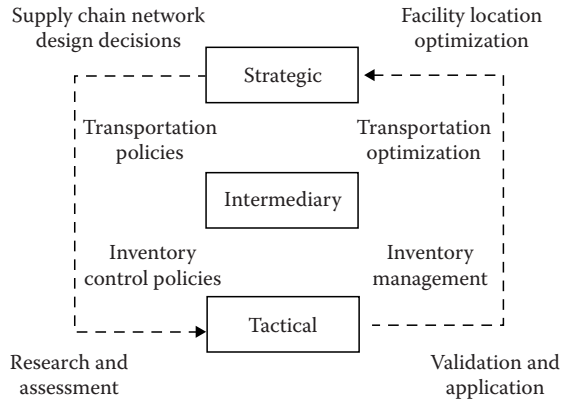 Supply chain network
design decisions
Facility location
optimization
Strategic
Transportation
policies
Transportation
optimization
Intermediary
Inventory
control policies
Inventory
management
Tactical
Research and
assessment
Validation and
application